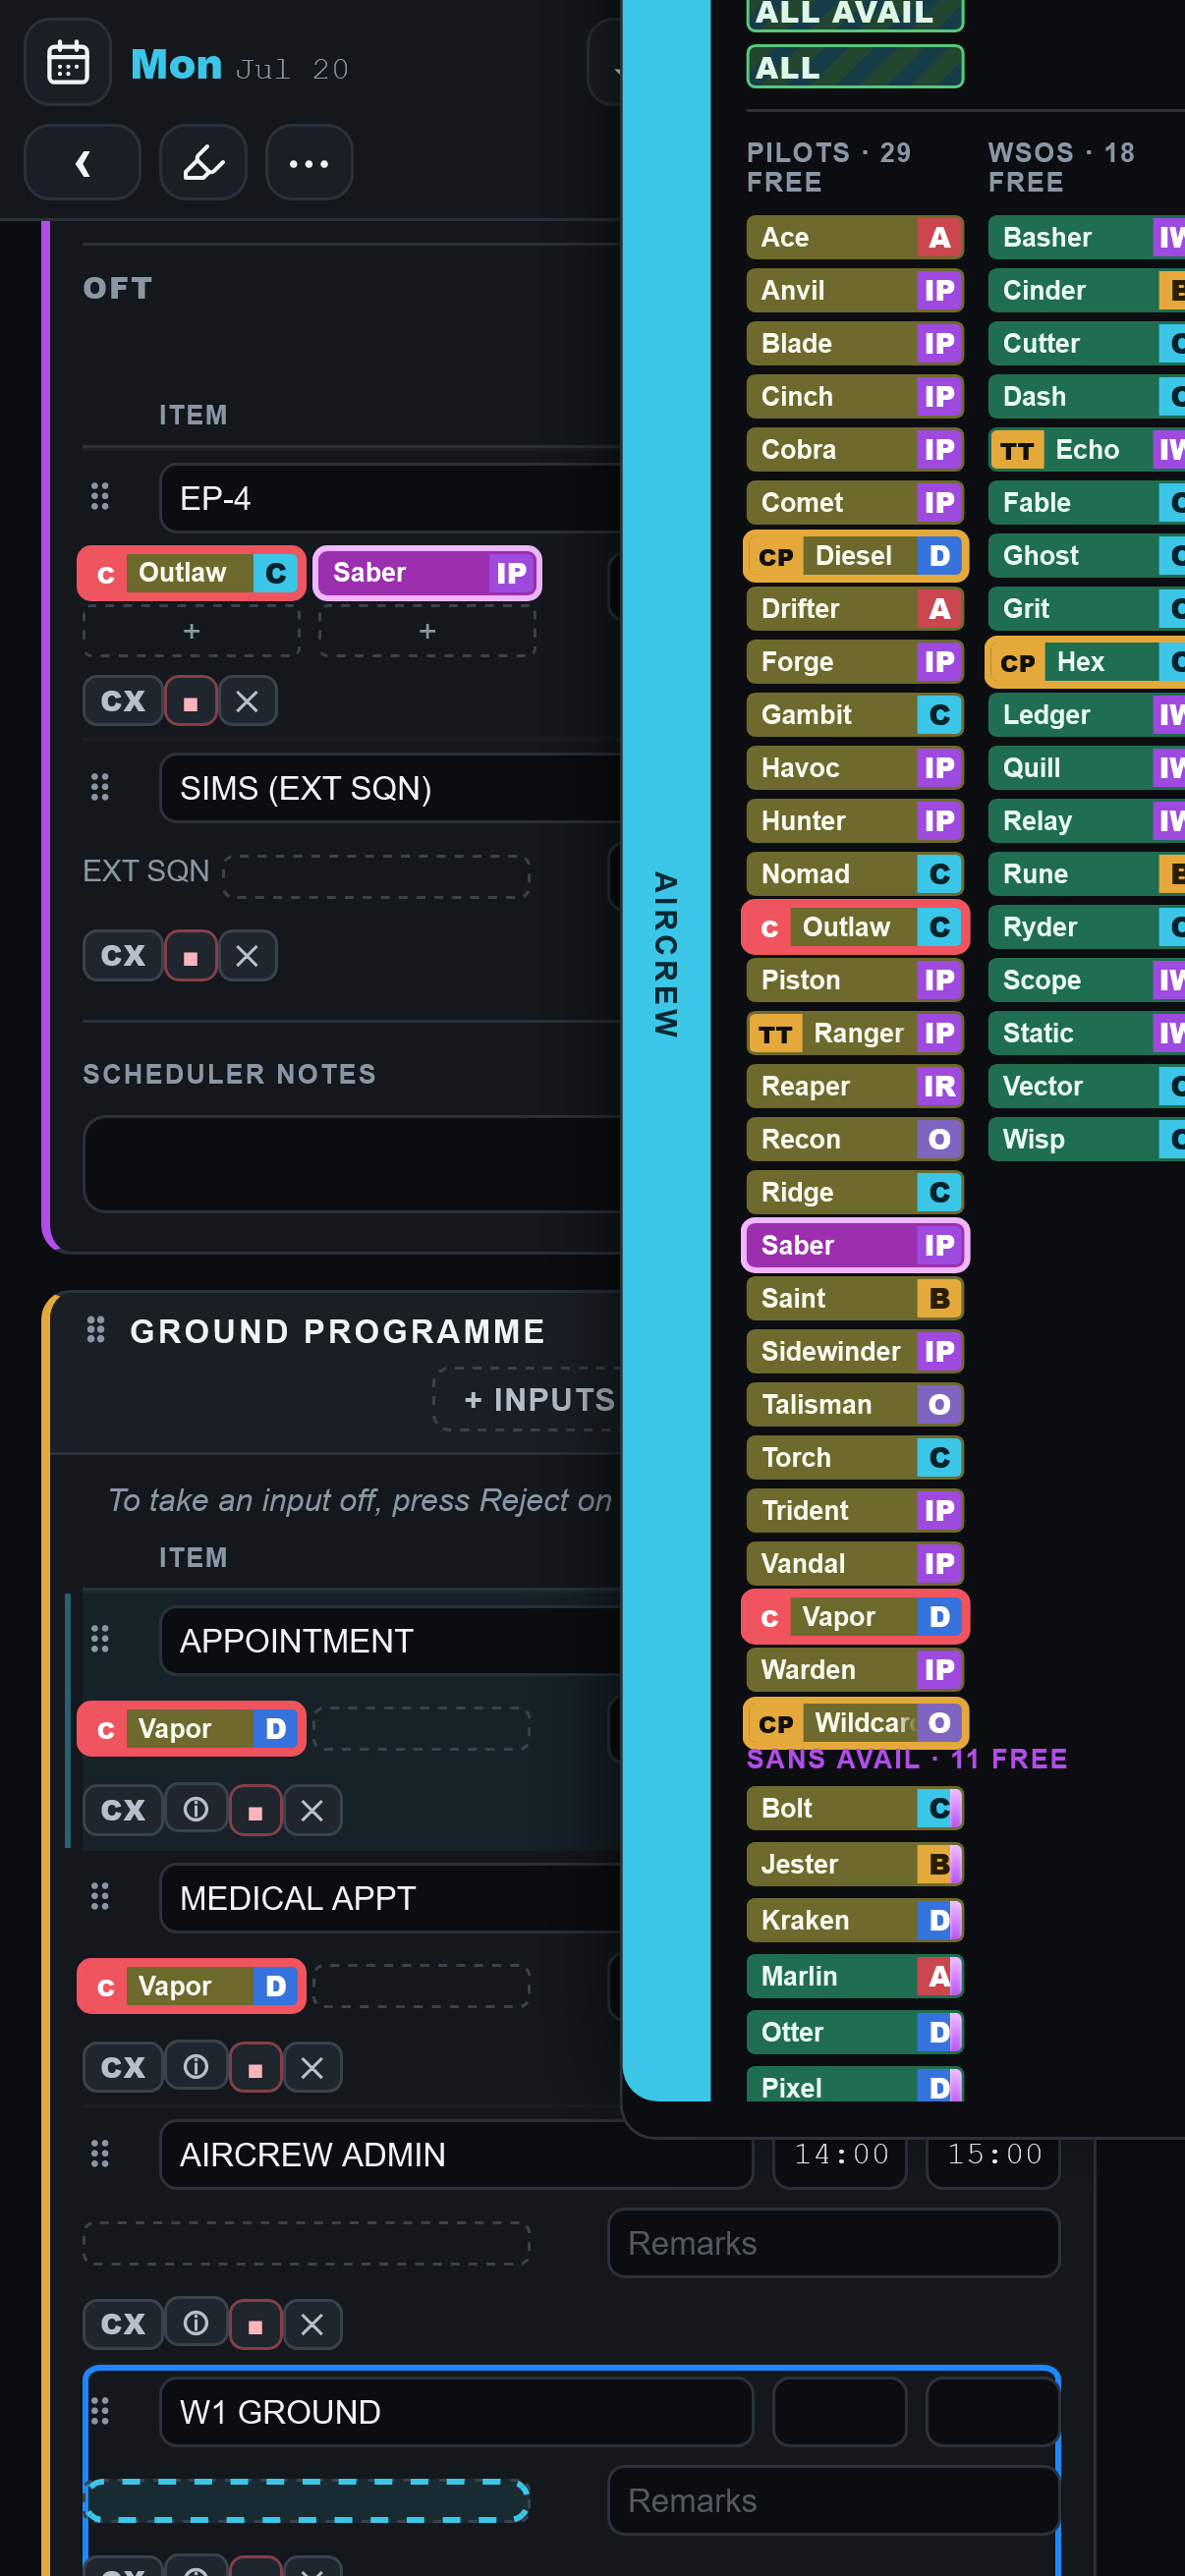 Mon Jul 20
OFT
ITEM
EP-4
C Outlaw C
Saber IP
+
+
CX
SIMS (EXT SQN)
EXT SQN
CX
SCHEDULER NOTES
GROUND PROGRAMME
+ INPUTS
To take an input off, press Reject on
ITEM
APPOINTMENT
C Vapor D
CX
MEDICAL APPT
C Vapor D
CX
AIRCREW ADMIN
14:00
15:00
Remarks
CX
W1 GROUND
Remarks
CX
AIRCREW
ALL AVAIL
ALL
PILOTS · 29
FREE
Ace A
Anvil IP
Blade IP
Cinch IP
Cobra IP
Comet IP
CP Diesel D
Drifter A
Forge IP
Gambit C
Havoc IP
Hunter IP
Nomad C
C Outlaw C
Piston IP
TT Ranger IP
Reaper IR
Recon O
Ridge C
Saber IP
Saint B
Sidewinder IP
Talisman O
Torch C
Trident IP
Vandal IP
C Vapor D
Warden IP
CP Wildcard O
WSOS · 18
FREE
Basher
Cinder
Cutter
Dash
TT Echo
Fable
Ghost
Grit
CP Hex
Ledger
Quill
Relay
Rune
Ryder
Scope
Static
Vector
Wisp
SANS AVAIL · 11 FREE
Bolt C
Jester B
Kraken D
Marlin A
Otter D
Pixel D